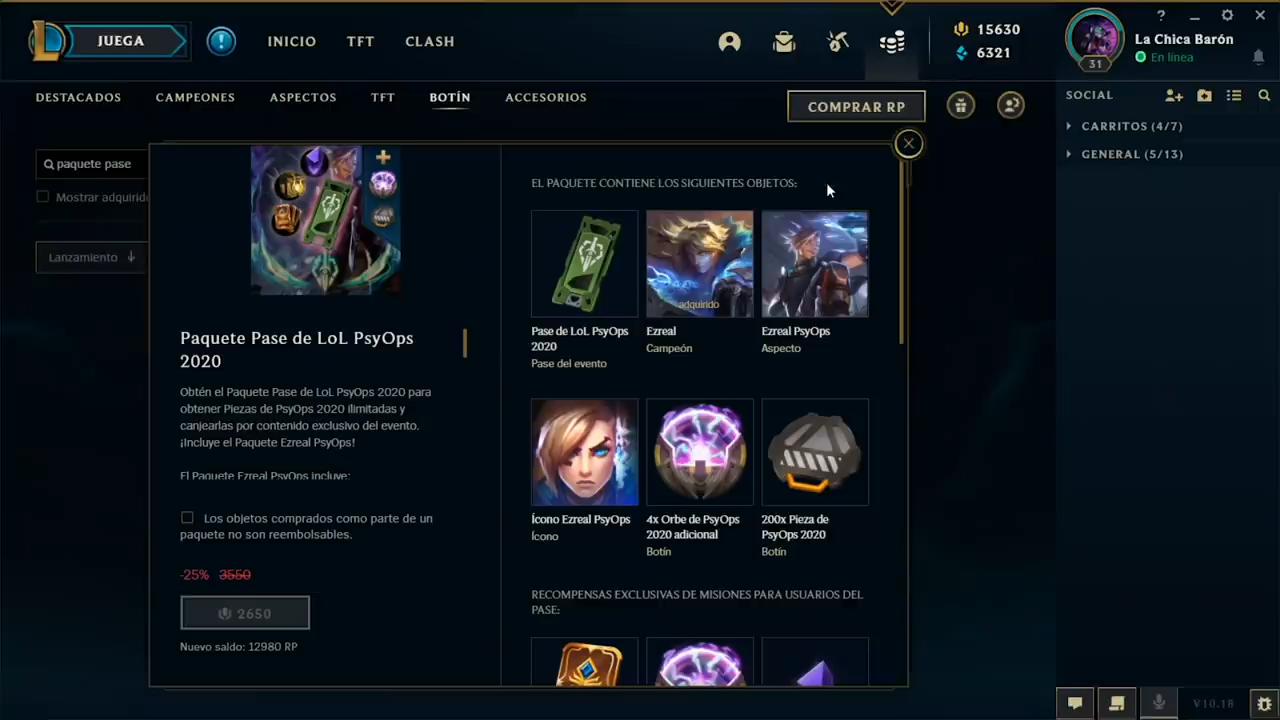 JUEGA
INICIO
TFT
CLASH
15630
6321
31
La Chica Barón
En línea
DESTACADOS
CAMPEONES
ASPECTOS
TFT
BOTÍN
ACCESORIOS
COMPRAR RP
SOCIAL
CARRITOS (4/7)
GENERAL (5/13)
paquete pase
Mostrar adquirido
Lanzamiento
Paquete Pase de LoL PsyOps
2020
Obtén el Paquete Pase de LoL PsyOps 2020 para
obtener Piezas de PsyOps 2020 ilimitadas y
canjearlas por contenido exclusivo del evento.
¡Incluye el Paquete Ezreal PsyOps!
El Paquete Ezreal PsyOps incluye:
Los objetos comprados como parte de un
paquete no son reembolsables.
-25% 3550
2650
Nuevo saldo: 12980 RP
EL PAQUETE CONTIENE LOS SIGUIENTES OBJETOS:
adquirido
Pase de LoL PsyOps
2020
Pase del evento
Ezreal
Campeón
Ezreal PsyOps
Aspecto
Ícono Ezreal PsyOps
Ícono
4x Orbe de PsyOps
2020 adicional
Botín
200x Pieza de
PsyOps 2020
Botín
RECOMPENSAS EXCLUSIVAS DE MISIONES PARA USUARIOS DEL
PASE:
V10.18